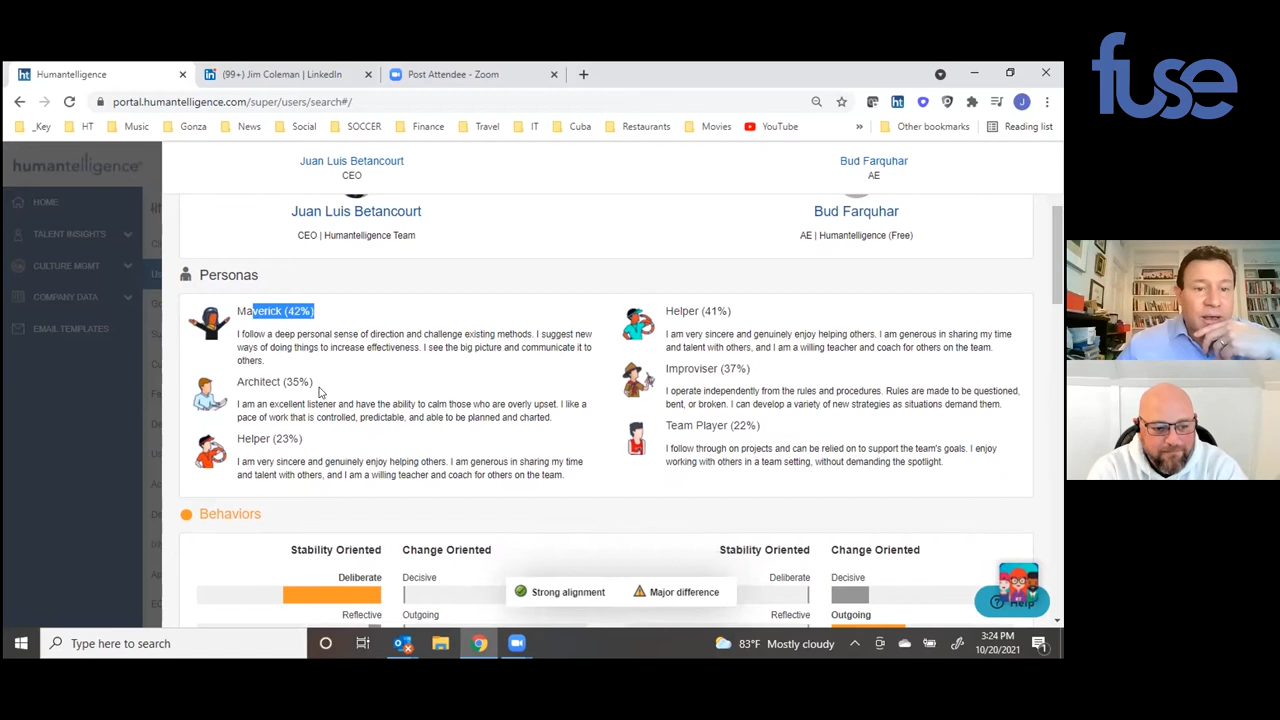 fuse
Humantelligence
(99+) Jim Coleman | LinkedIn
Post Attendee - Zoom
portal.humantelligence.com/super/users/search#/
J
_Key
HT
Music
Gonza
News
Social
SOCCER
Finance
Travel
IT
Cuba
Restaurants
Movies
YouTube
Other bookmarks
Reading list
humantelligence
HOME
TALENT INSIGHTS
CULTURE MGMT
COMPANY DATA
EMAIL TEMPLATES
Juan Luis Betancourt
CEO
Bud Farquhar
AE
Juan Luis Betancourt
CEO | Humantelligence Team
Bud Farquhar
AE | Humantelligence (Free)
Personas
Maverick (42%)
I follow a deep personal sense of direction and challenge existing methods. I suggest new
ways of doing things to increase effectiveness. I see the big picture and communicate it to
others.
Architect (35%)
I am an excellent listener and have the ability to calm those who are overly upset. I like a
pace of work that is controlled, predictable, and able to be planned and charted.
Helper (23%)
I am very sincere and genuinely enjoy helping others. I am generous in sharing my time
and talent with others, and I am a willing teacher and coach for others on the team.
Helper (41%)
I am very sincere and genuinely enjoy helping others. I am generous in sharing my time
and talent with others, and I am a willing teacher and coach for others on the team.
Improviser (37%)
I operate independently from the rules and procedures. Rules are made to be questioned,
bent, or broken. I can develop a variety of new strategies as situations demand them.
Team Player (22%)
I follow through on projects and can be relied on to support the team's goals. I enjoy
working with others in a team setting, without demanding the spotlight.
Behaviors
Stability Oriented
Change Oriented
Stability Oriented
Change Oriented
Deliberate
Decisive
Deliberate
Decisive
Reflective
Outgoing
Reflective
Outgoing
Strong alignment
Major difference
Help
Type here to search
83°F Mostly cloudy
3:24 PM
10/20/2021